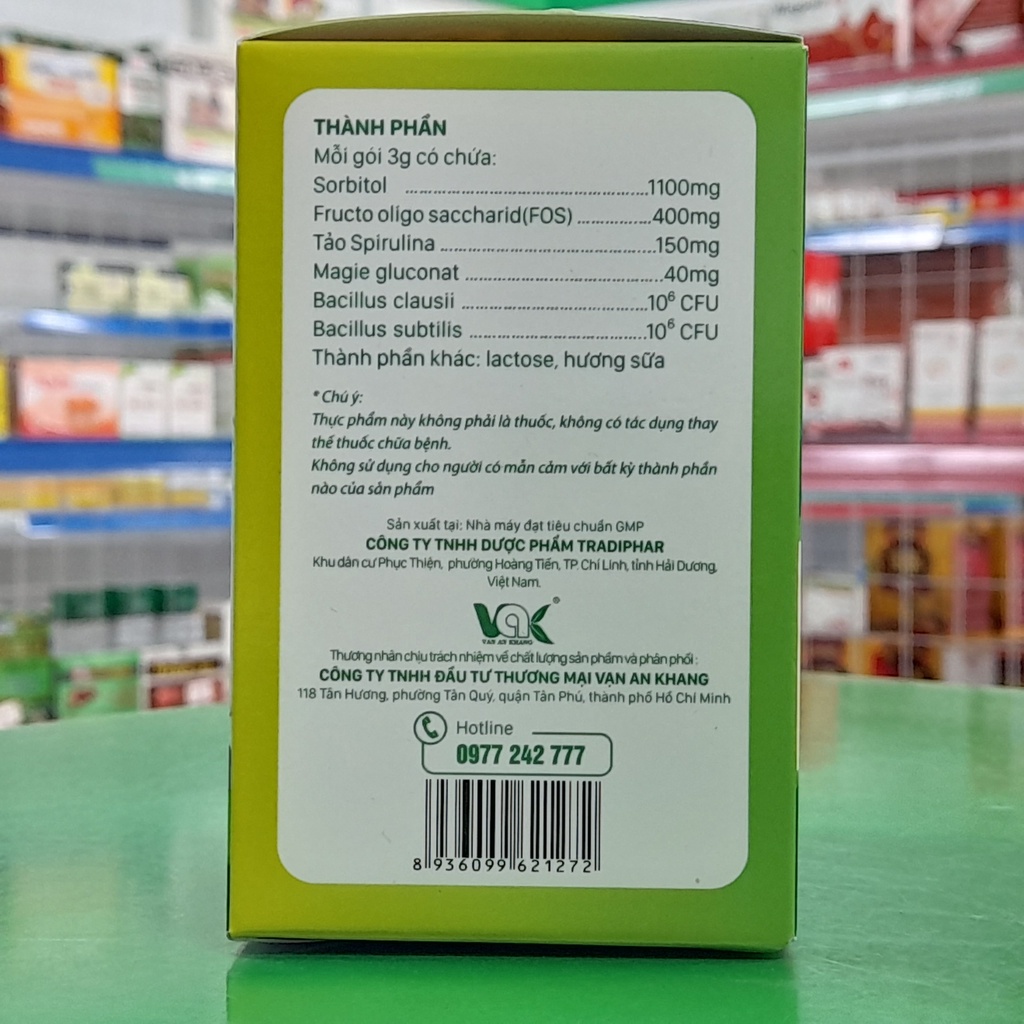 THÀNH PHẦN
Mỗi gói 3g có chứa:
Sorbitol ................................................1100mg
Fructo oligo saccharid(FOS) ..............400mg
Tảo Spirulina ..........................................150mg
Magie gluconat .......................................40mg
Bacillus clausii .....................................10⁶ CFU
Bacillus subtilis ...................................10⁶ CFU
Thành phần khác: lactose, hương sữa
* Chú ý:
Thực phẩm này không phải là thuốc, không có tác dụng thay
thế thuốc chữa bệnh.
Không sử dụng cho người có mẫn cảm với bất kỳ thành phần
nào của sản phẩm
Sản xuất tại: Nhà máy đạt tiêu chuẩn GMP
CÔNG TY TNHH DƯỢC PHẨM TRADIPHAR
Khu dân cư Phục Thiện, phường Hoàng Tiến, TP. Chí Linh, tỉnh Hải Dương,
Việt Nam.
VAK®
VẠN AN KHANG
Thương nhân chịu trách nhiệm về chất lượng sản phẩm và phân phối :
CÔNG TY TNHH ĐẦU TƯ THƯƠNG MẠI VẠN AN KHANG
118 Tân Hương, phường Tân Quý, quận Tân Phú, thành phố Hồ Chí Minh
Hotline
0977 242 777
8 936099 621272